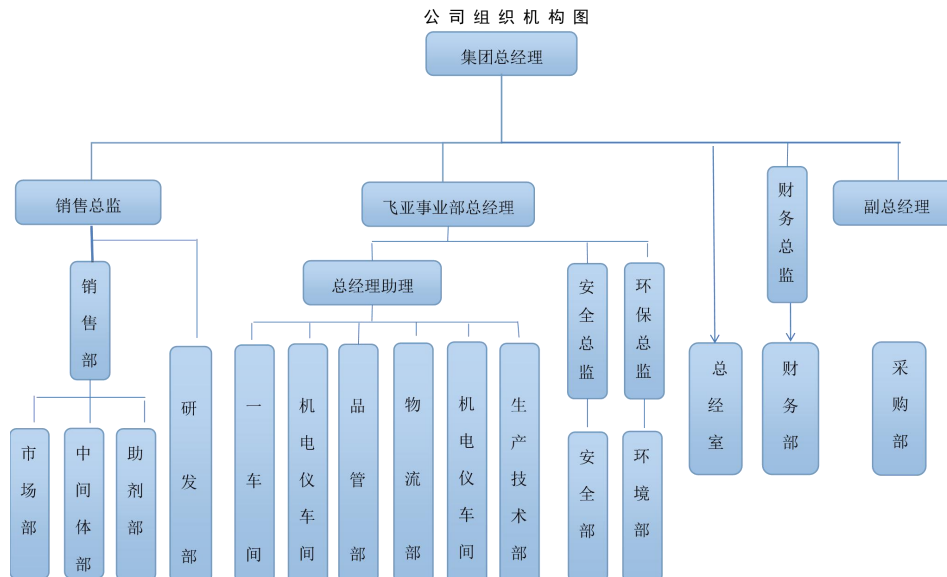 公司组织机构图
集团总经理
销售总监
飞亚事业部总经理
财务总监
副总经理
销售部
总经理助理
安全总监
环保总监
研发部
一车间
机电仪车间
品管部
物流部
机电仪车间
生产技术部
总经室
财务部
采购部
市场部
中间体部
助剂部
安全部
环境部